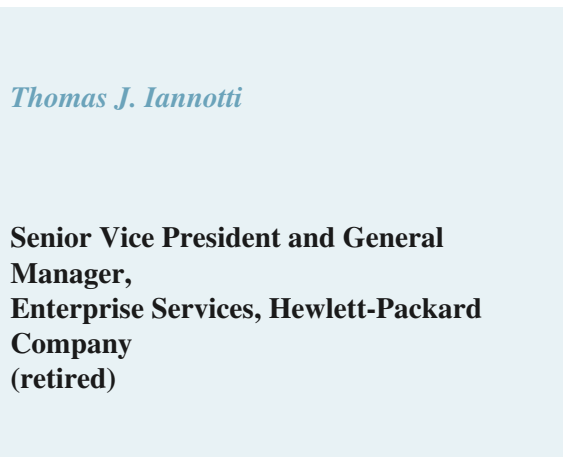 Thomas J. Iannotti
Senior Vice President and General
Manager,
Enterprise Services, Hewlett-Packard
Company
(retired)